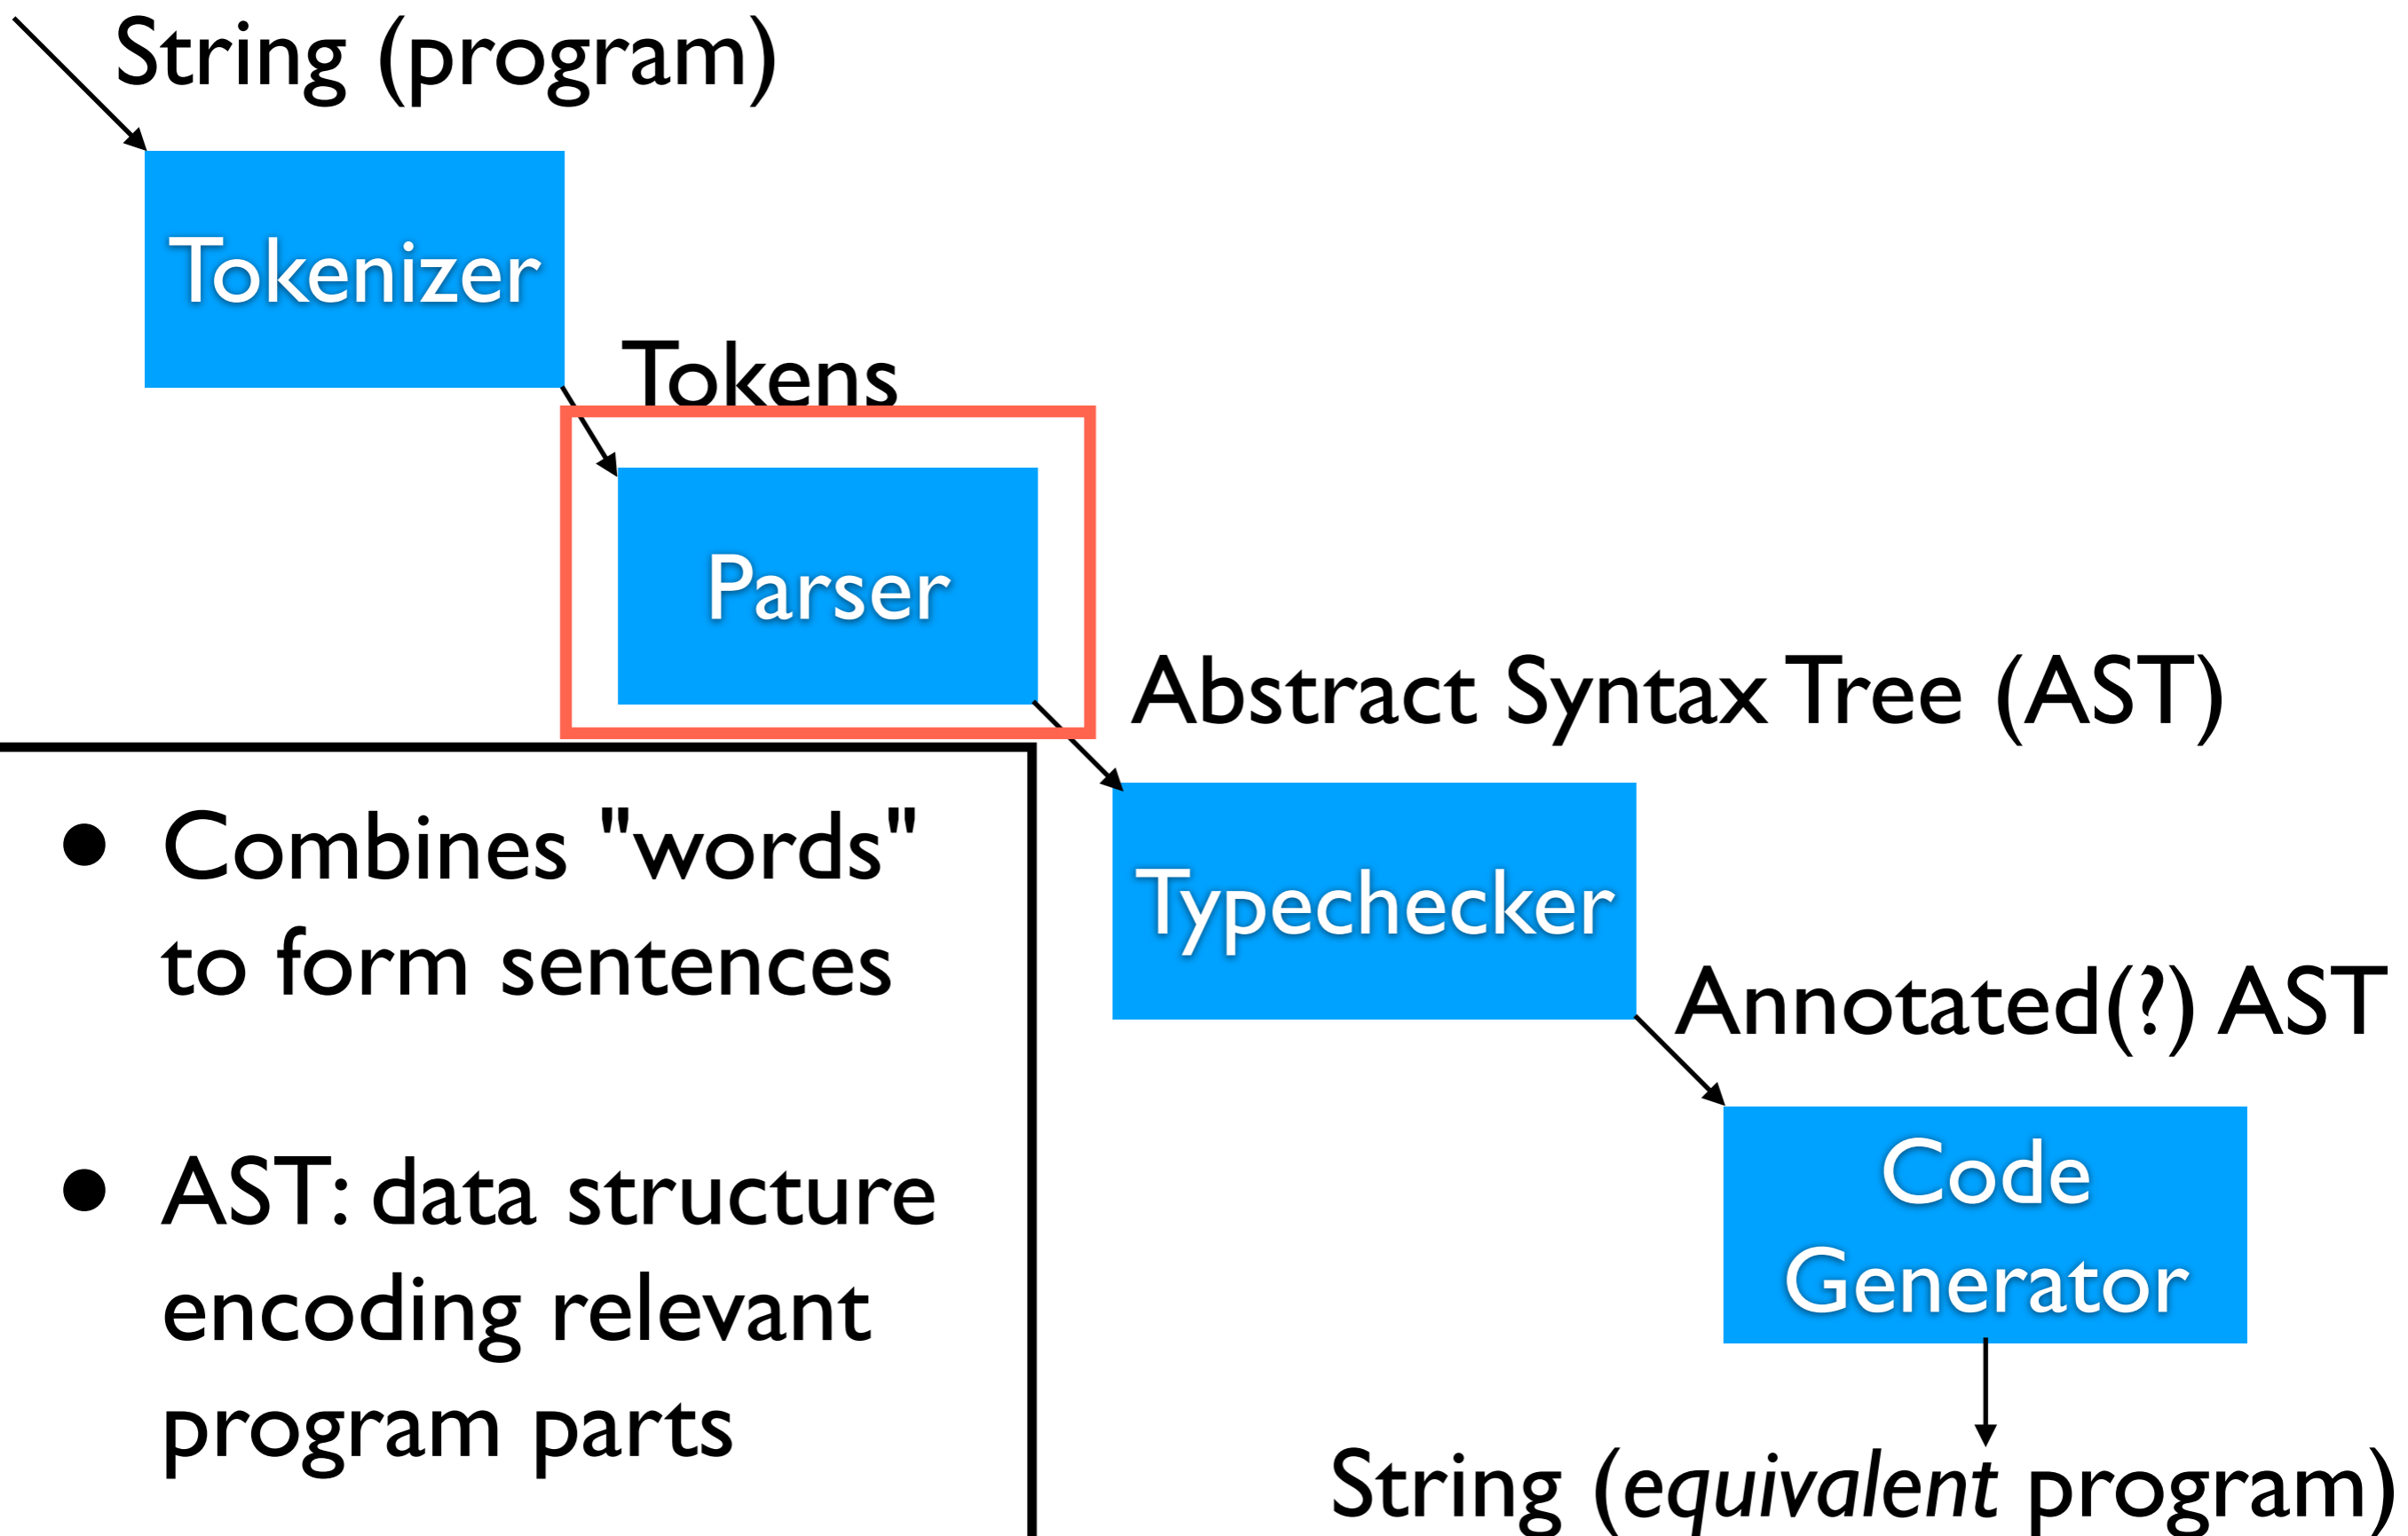 String (program)
Tokenizer
Tokens
Parser
Abstract Syntax Tree (AST)
Combines "words"
to form sentences
Typechecker
Annotated(?) AST
AST: data structure
encoding relevant
program parts
Code
Generator
String (equivalent program)